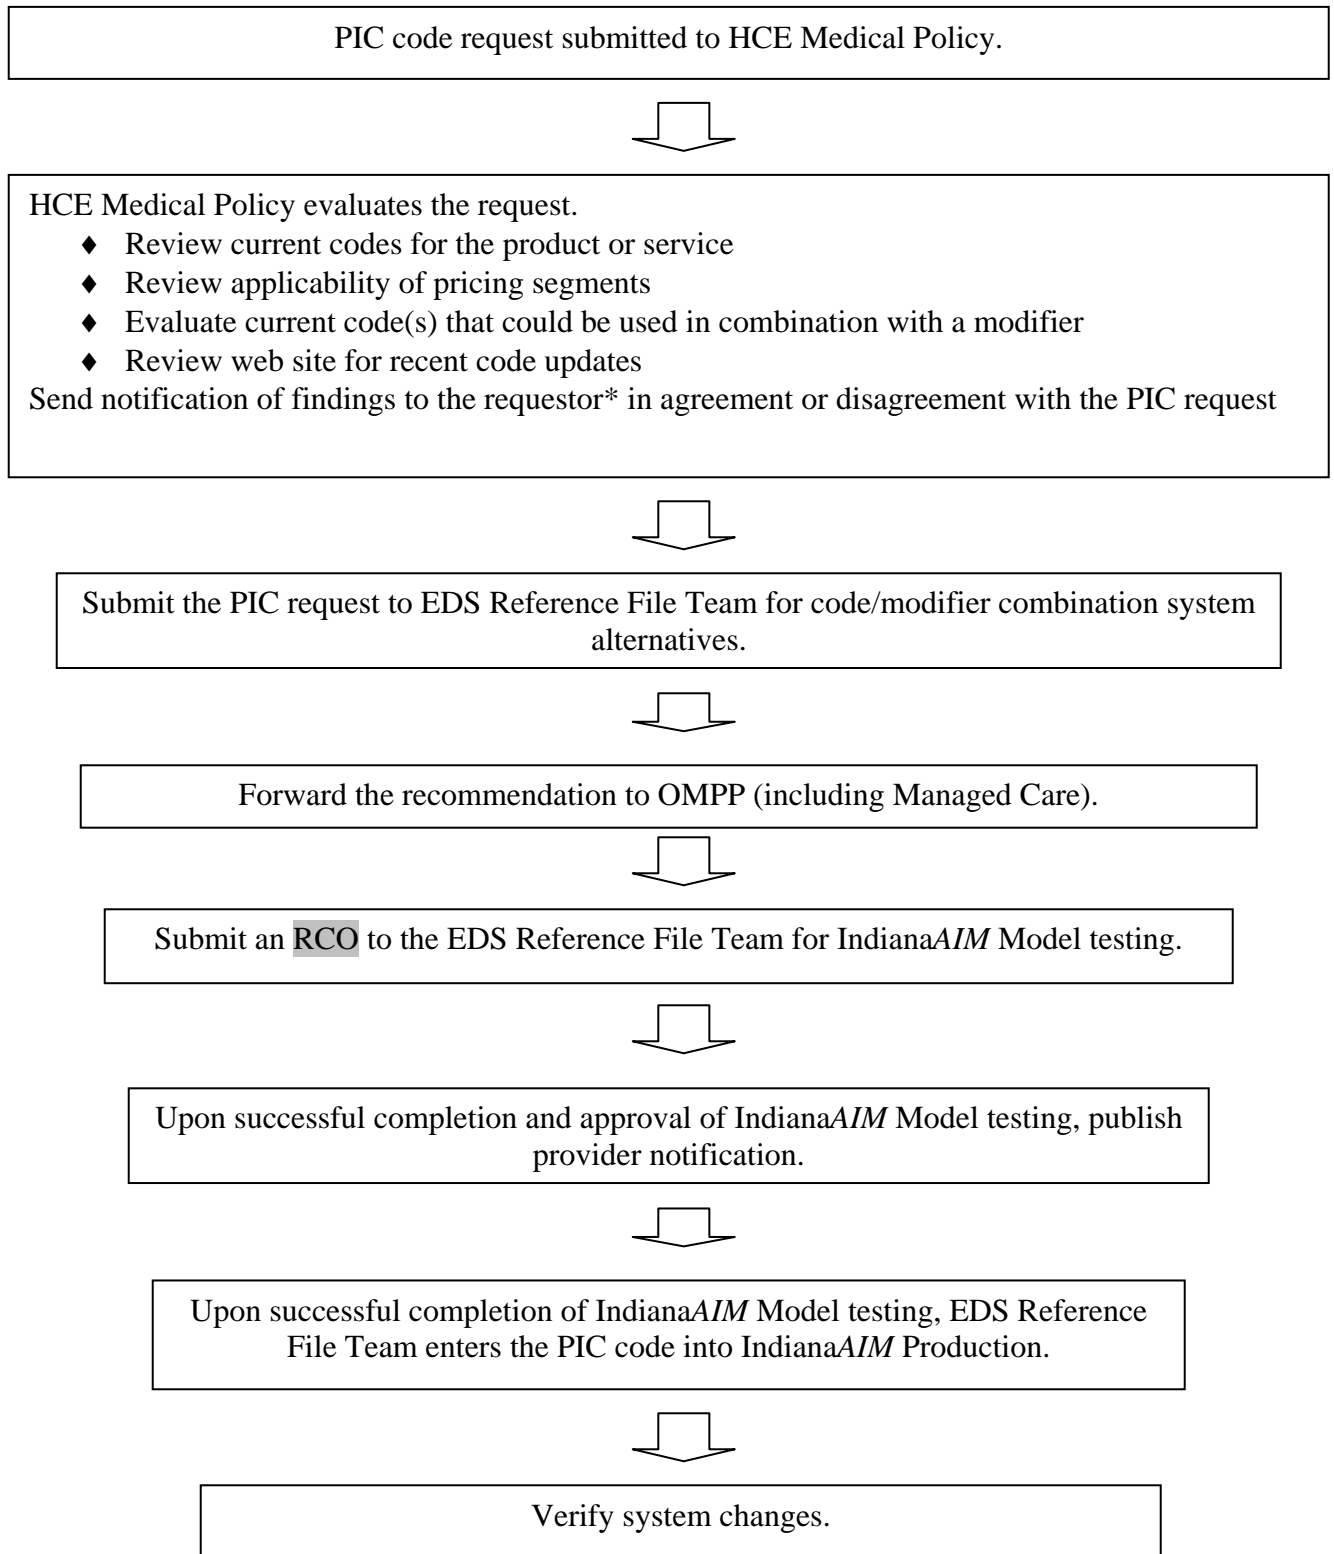 PIC code request submitted to HCE Medical Policy.
HCE Medical Policy evaluates the request.
♦ Review current codes for the product or service
♦ Review applicability of pricing segments
♦ Evaluate current code(s) that could be used in combination with a modifier
♦ Review web site for recent code updates
Send notification of findings to the requestor* in agreement or disagreement with the PIC request
Submit the PIC request to EDS Reference File Team for code/modifier combination system
alternatives.
Forward the recommendation to OMPP (including Managed Care).
Submit an RCO to the EDS Reference File Team for IndianaAIM Model testing.
Upon successful completion and approval of IndianaAIM Model testing, publish
provider notification.
Upon successful completion of IndianaAIM Model testing, EDS Reference
File Team enters the PIC code into IndianaAIM Production.
Verify system changes.